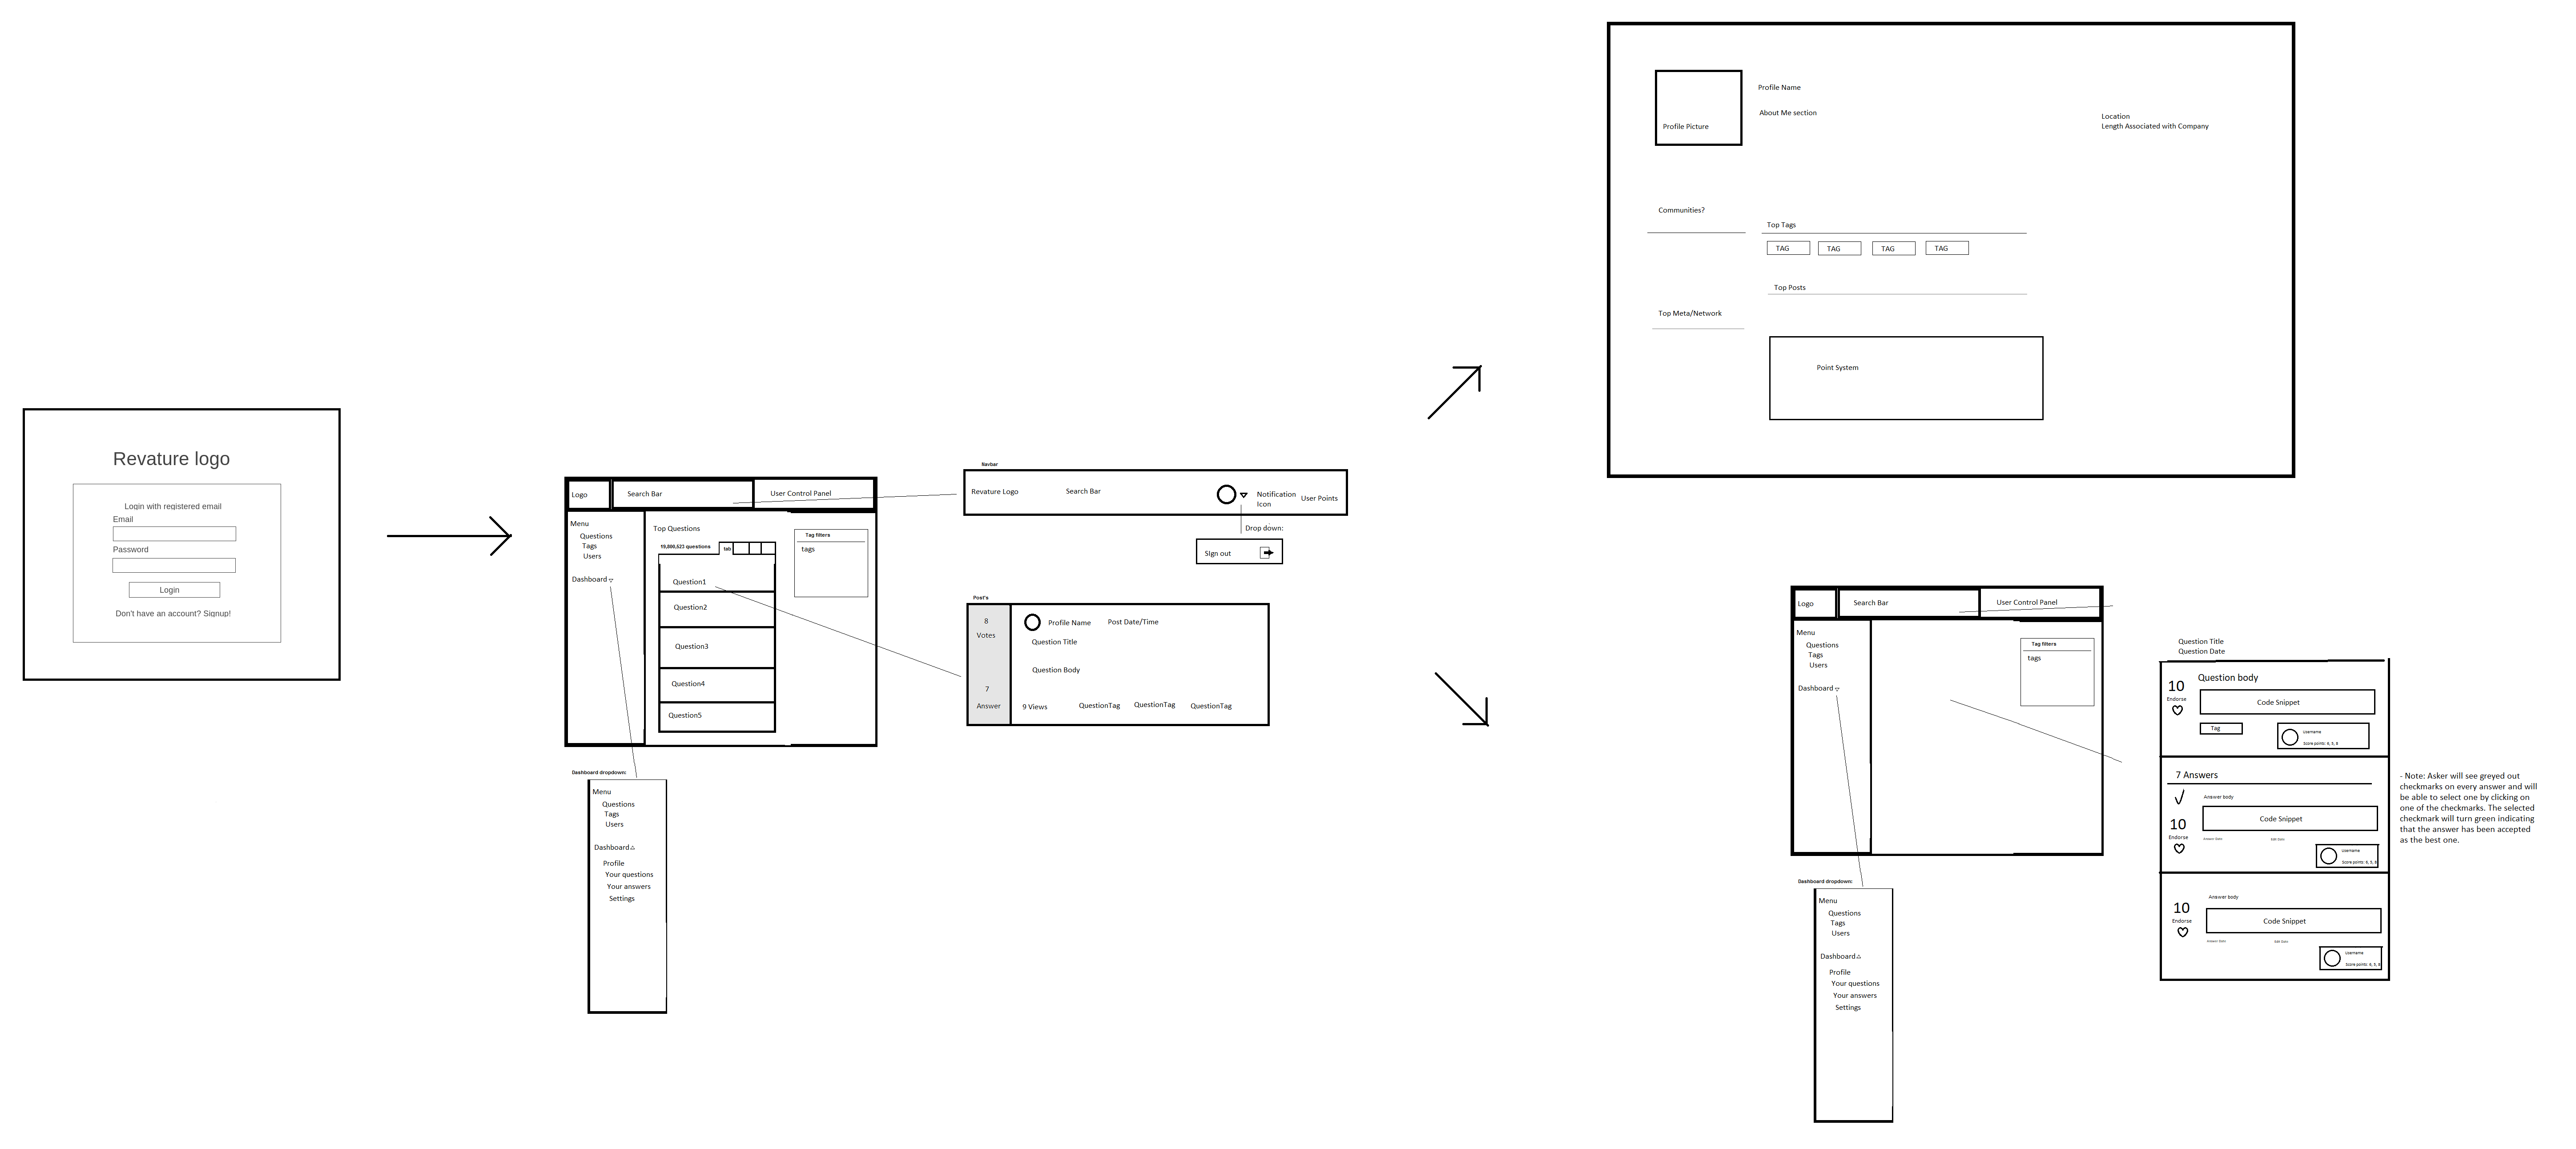 Revature logo
Login with registered email
Email
Password
Login
Don't have an account? Signup!
Logo
Search Bar
User Control Panel
Menu
Questions
Tags
Users
Dashboard
Top Questions
19,800,523 questions
tab
Question1
Question2
Question3
Question4
Question5
Tag filters
tags
Dashboard dropdown:
Menu
Questions
Tags
Users
Dashboard
Profile
Your questions
Your answers
Settings
Navbar
Revature Logo
Search Bar
Notification
Icon
User Points
Drop down:
SIgn out
Post's
8
Votes
7
Answer
Profile Name
Post Date/Time
Question Title
Question Body
9 Views
QuestionTag
QuestionTag
QuestionTag
Profile Picture
Profile Name
About Me section
Location
Length Associated with Company
Communities?
Top Tags
TAG
TAG
TAG
TAG
Top Posts
Top Meta/Network
Point System
Logo
Search Bar
User Control Panel
Menu
Questions
Tags
Users
Dashboard
Tag filters
tags
Dashboard dropdown:
Menu
Questions
Tags
Users
Dashboard
Profile
Your questions
Your answers
Settings
Question Title
Question Date
Question body
10
Endorse
Code Snippet
Tag
Username
Score points: 9, 5, 8
7 Answers
Answer body
10
Endorse
Code Snippet
Answer Date
Edit Date
Username
Score points: 9, 5, 8
Answer body
10
Endorse
Code Snippet
Answer Date
Edit Date
Username
Score points: 9, 5, 8
- Note: Asker will see greyed out
checkmarks on every answer and will
be able to select one by clicking on
one of the checkmarks. The selected
checkmark will turn green indicating
that the answer has been accepted
as the best one.